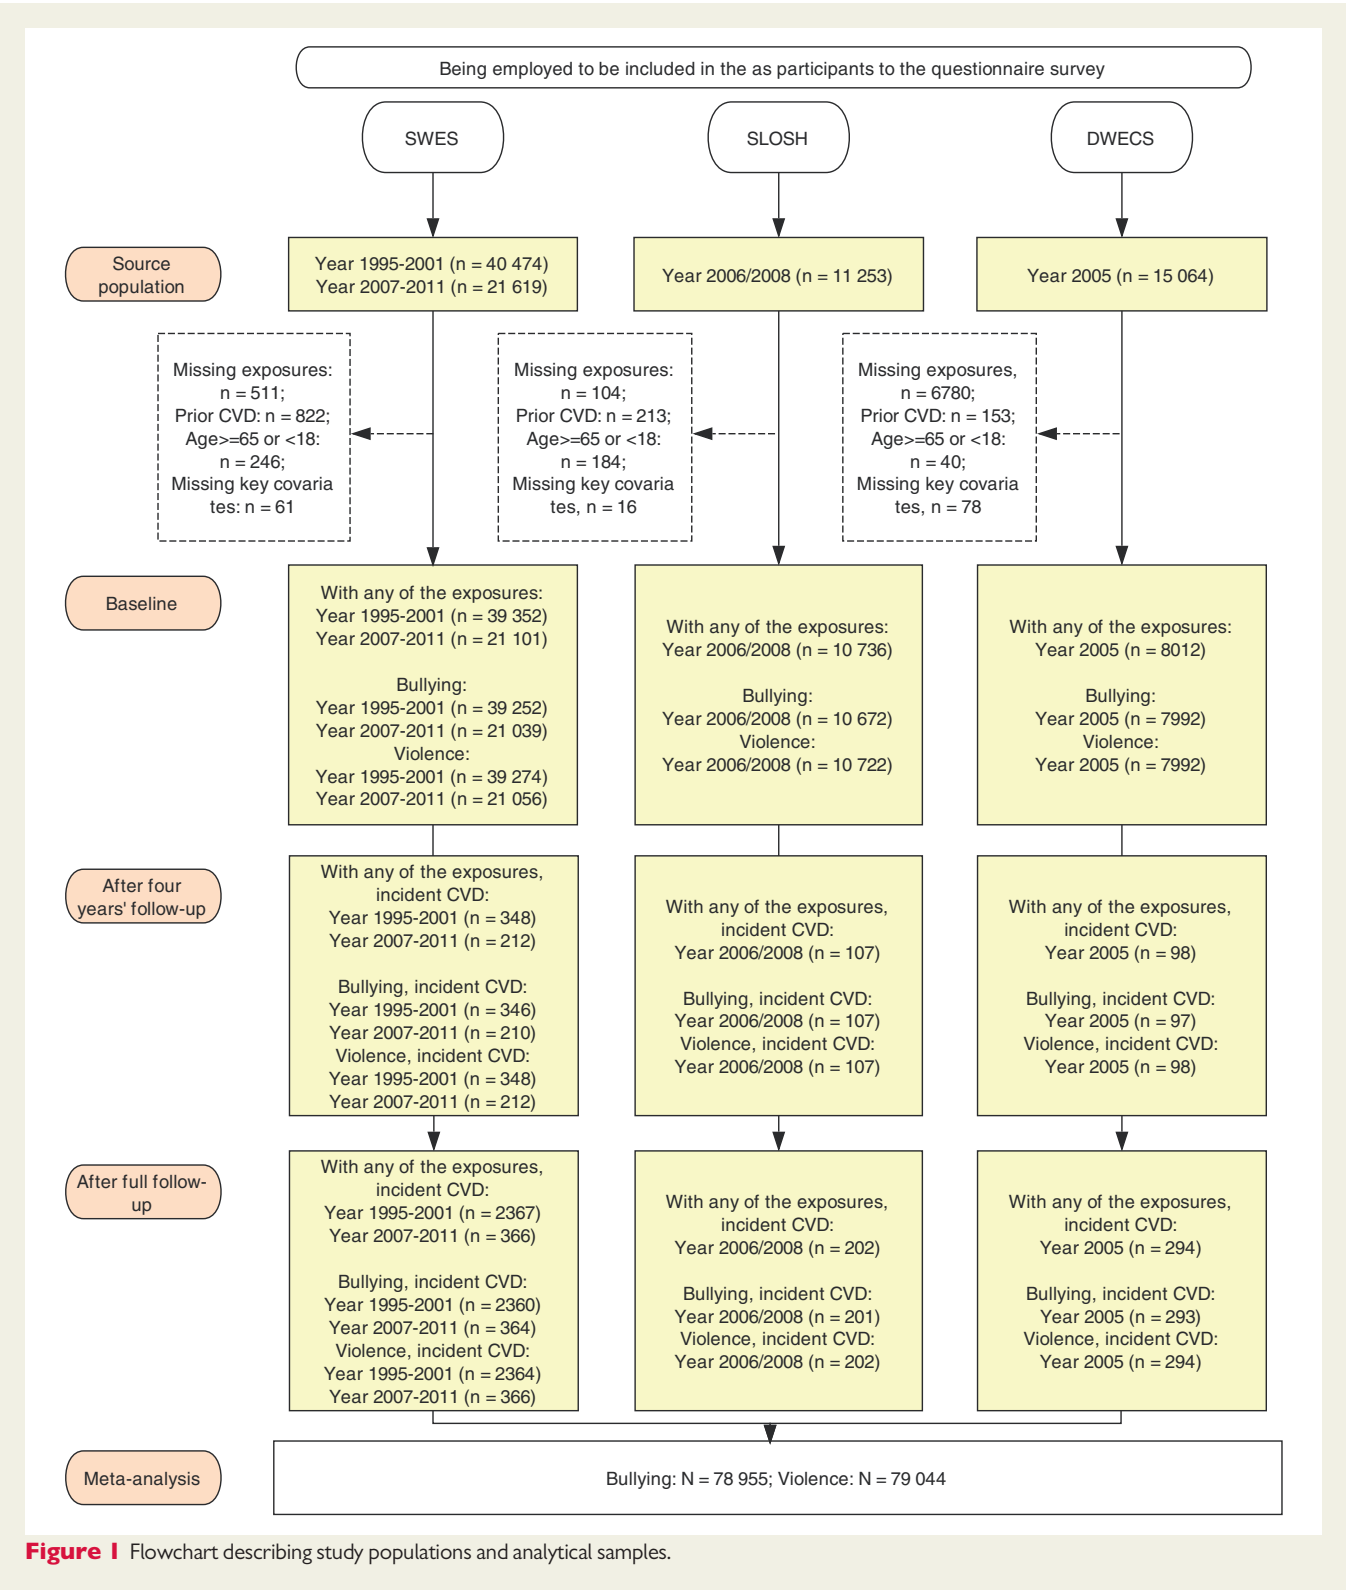 Being employed to be included in the as participants to the questionnaire survey
SWES
SLOSH
DWECS
Source
population
Year 1995-2001 (n = 40 474)
Year 2007-2011 (n = 21 619)
Year 2006/2008 (n = 11 253)
Year 2005 (n = 15 064)
Missing exposures:
n = 511;
Prior CVD: n = 822;
Age>=65 or <18:
n = 246;
Missing key covaria
tes: n = 61
Missing exposures:
n = 104;
Prior CVD: n = 213;
Age>=65 or <18:
n = 184;
Missing key covaria
tes, n = 16
Missing exposures,
n = 6780;
Prior CVD: n = 153;
Age>=65 or <18:
n = 40;
Missing key covaria
tes, n = 78
Baseline
With any of the exposures:
Year 1995-2001 (n = 39 352)
Year 2007-2011 (n = 21 101)
Bullying:
Year 1995-2001 (n = 39 252)
Year 2007-2011 (n = 21 039)
Violence:
Year 1995-2001 (n = 39 274)
Year 2007-2011 (n = 21 056)
With any of the exposures:
Year 2006/2008 (n = 10 736)
Bullying:
Year 2006/2008 (n = 10 672)
Violence:
Year 2006/2008 (n = 10 722)
With any of the exposures:
Year 2005 (n = 8012)
Bullying:
Year 2005 (n = 7992)
Violence:
Year 2005 (n = 7992)
After four
years' follow-up
With any of the exposures,
incident CVD:
Year 1995-2001 (n = 348)
Year 2007-2011 (n = 212)
Bullying, incident CVD:
Year 1995-2001 (n = 346)
Year 2007-2011 (n = 210)
Violence, incident CVD:
Year 1995-2001 (n = 348)
Year 2007-2011 (n = 212)
With any of the exposures,
incident CVD:
Year 2006/2008 (n = 107)
Bullying, incident CVD:
Year 2006/2008 (n = 107)
Violence, incident CVD:
Year 2006/2008 (n = 107)
With any of the exposures,
incident CVD:
Year 2005 (n = 98)
Bullying, incident CVD:
Year 2005 (n = 97)
Violence, incident CVD:
Year 2005 (n = 98)
After full follow-
up
With any of the exposures,
incident CVD:
Year 1995-2001 (n = 2367)
Year 2007-2011 (n = 366)
Bullying, incident CVD:
Year 1995-2001 (n = 2360)
Year 2007-2011 (n = 364)
Violence, incident CVD:
Year 1995-2001 (n = 2364)
Year 2007-2011 (n = 366)
With any of the exposures,
incident CVD:
Year 2006/2008 (n = 202)
Bullying, incident CVD:
Year 2006/2008 (n = 201)
Violence, incident CVD:
Year 2006/2008 (n = 202)
With any of the exposures,
incident CVD:
Year 2005 (n = 294)
Bullying, incident CVD:
Year 2005 (n = 293)
Violence, incident CVD:
Year 2005 (n = 294)
Meta-analysis
Bullying: N = 78 955; Violence: N = 79 044
Figure 1 Flowchart describing study populations and analytical samples.